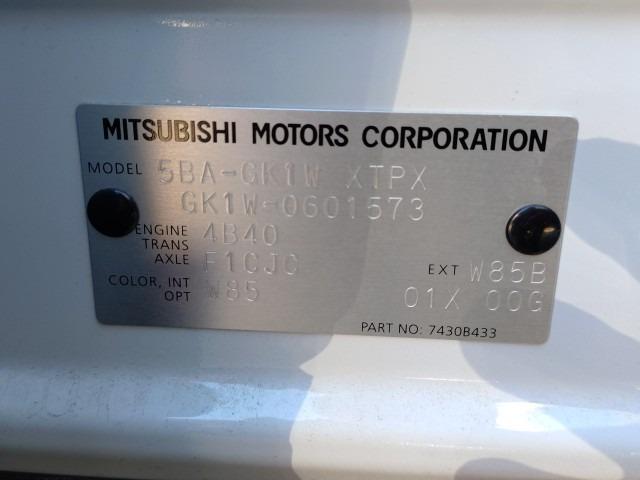 MITSUBISHI MOTORS CORPORATION
MODEL 5BA-GK1W XTPX
GK1W-0601573
ENGINE 4B40
TRANS
AXLE F1CJC
EXT W85B
COLOR, INT W85
OPT 01X 00G
PART NO: 7430B433